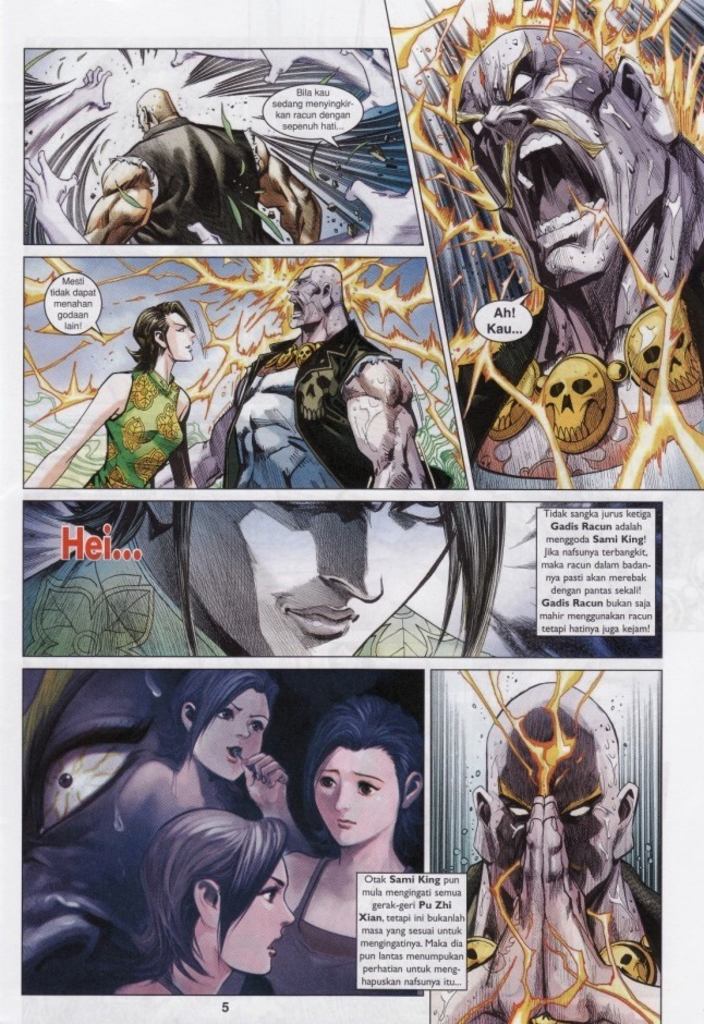 Bila kau
sedang menyingkir-
kan racun dengan
sepenuh hati...
Ah!
Kau...
Mesti
tidak dapat
menahan
godaan
lain!
Hei...
Tidak sangka jurus ketiga
Gadis Racun adalah
menggoda Sami King!
Jika nafsunya terbangkit,
maka racun dalam badan-
nya pasti akan merebak
dengan pantas sekali!
Gadis Racun bukan saja
mahir menggunakan racun
tetapi hatinya juga kejam!
Otak Sami King pun
mula mengingati semua
gerak-geri Pu Zhi
Xian, tetapi ini bukanlah
masa yang sesuai untuk
mengingatinya. Maka dia
pun lantas menumpukan
perhatian untuk meng-
hapuskan nafsunya itu...
5